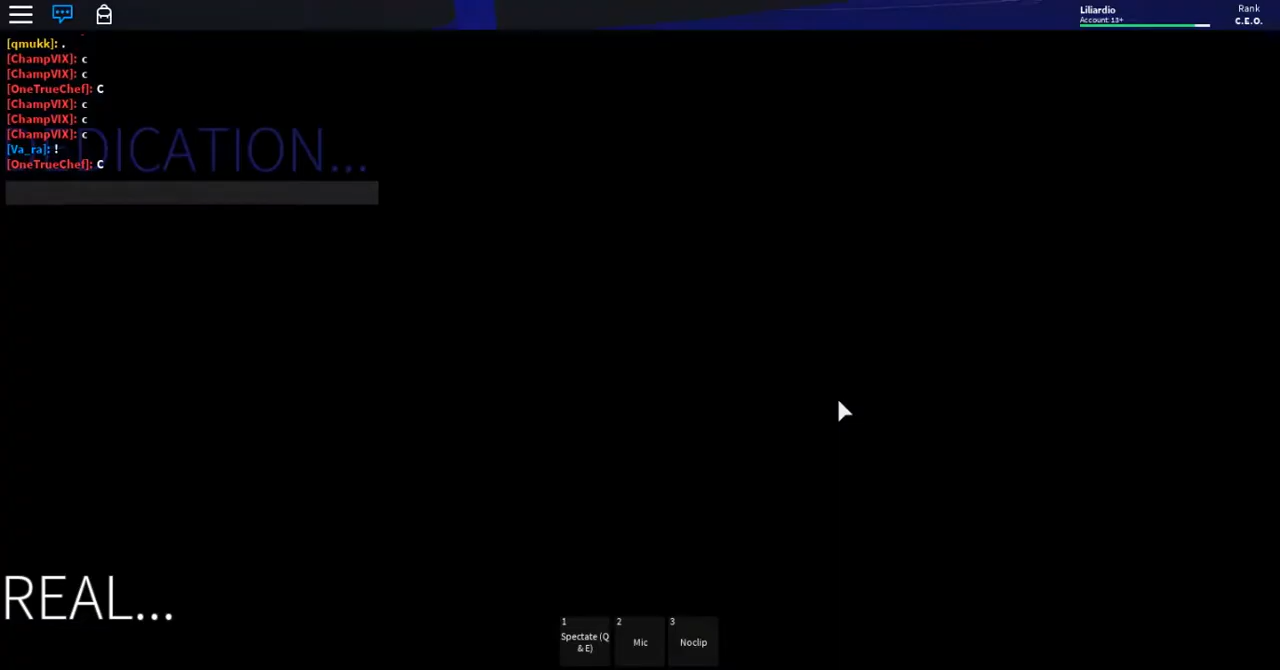 Liliardio
Account: 13+
Rank
C.E.O.
[qmukk]: .
[ChampVIX]: c
[ChampVIX]: c
[OneTrueChef]: C
[ChampVIX]: c
[ChampVIX]: c
[ChampVIX]: c
DEDICATION...
[Va_ra]: !
[OneTrueChef]: C
REAL...
1
Spectate (Q
& E)
2
Mic
3
Noclip